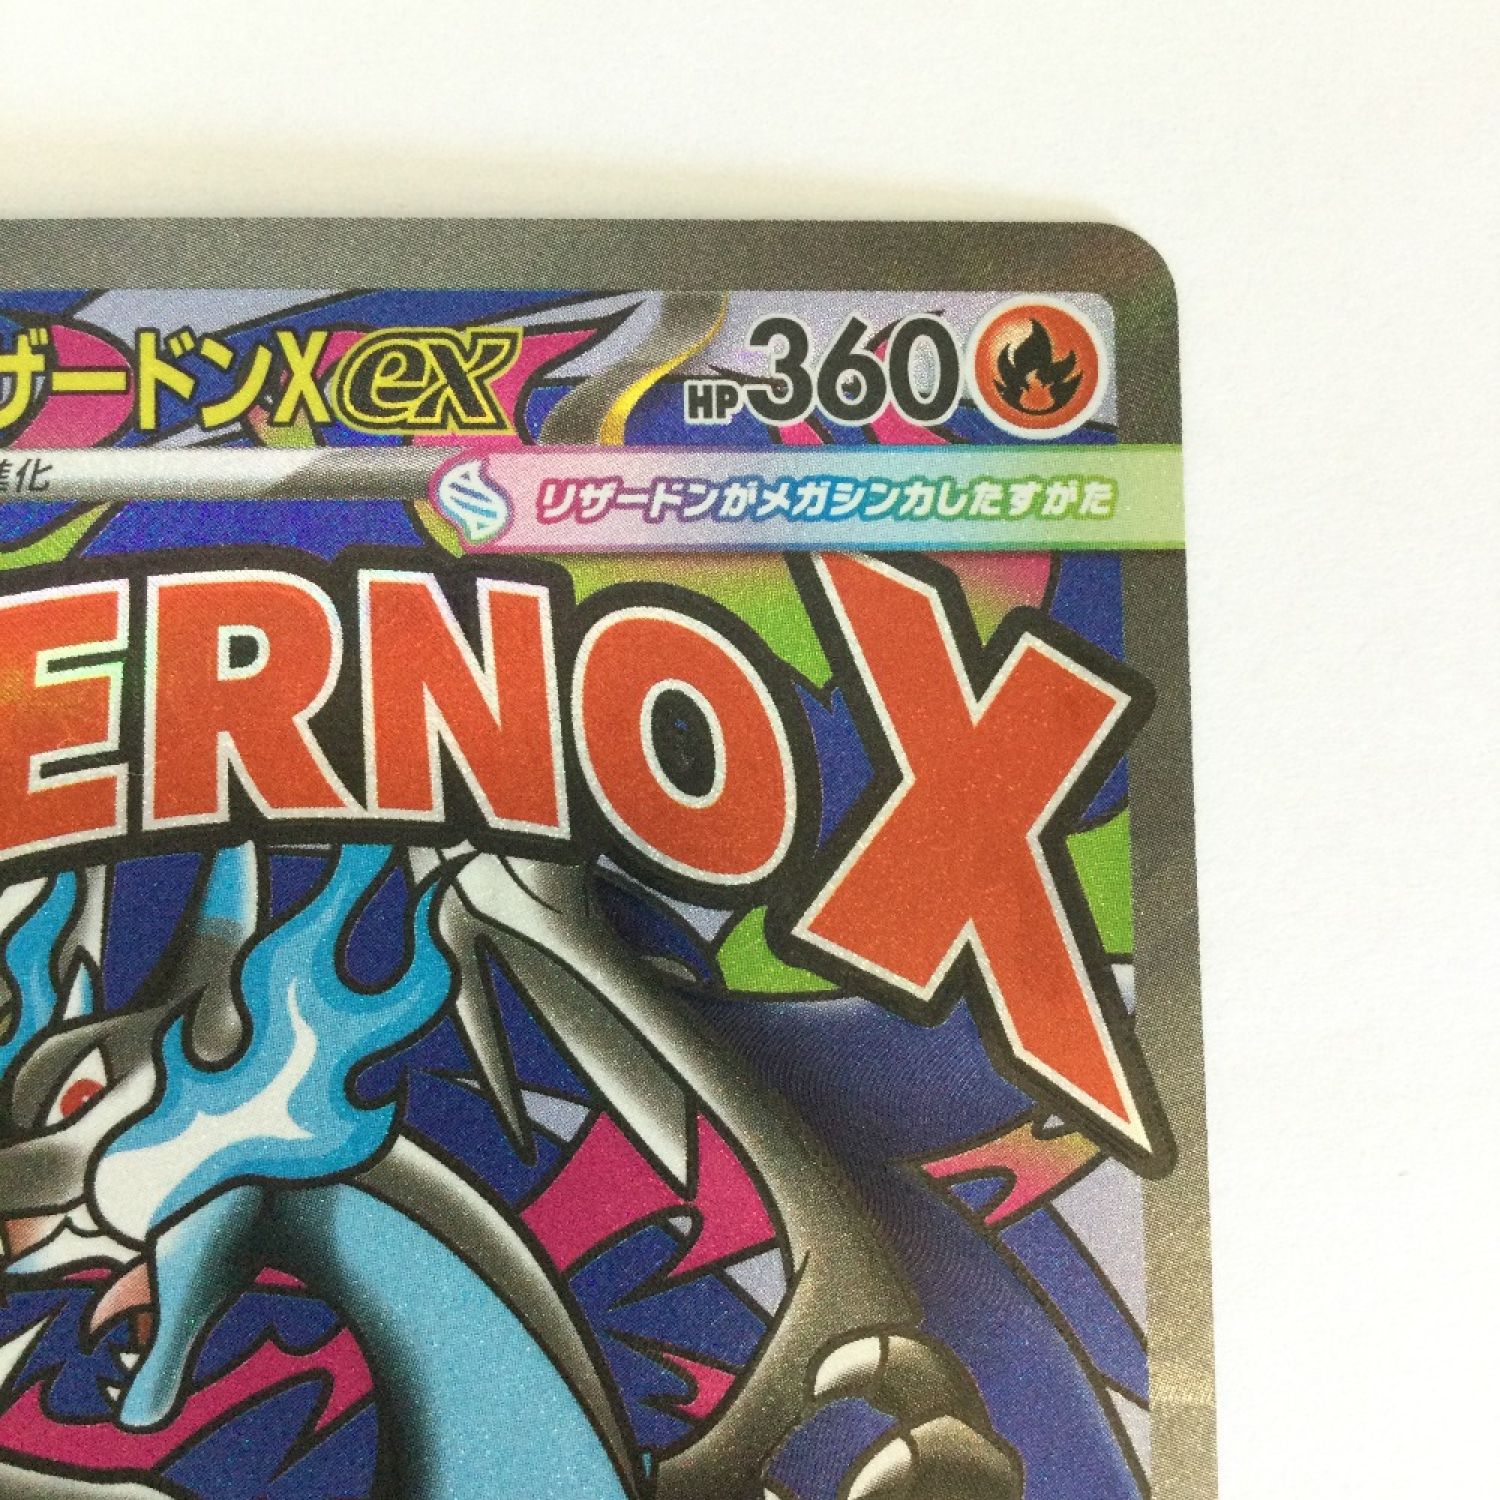 ザードンXex HP360
進化
リザードンがメガシンカしたすがた
ERNO X